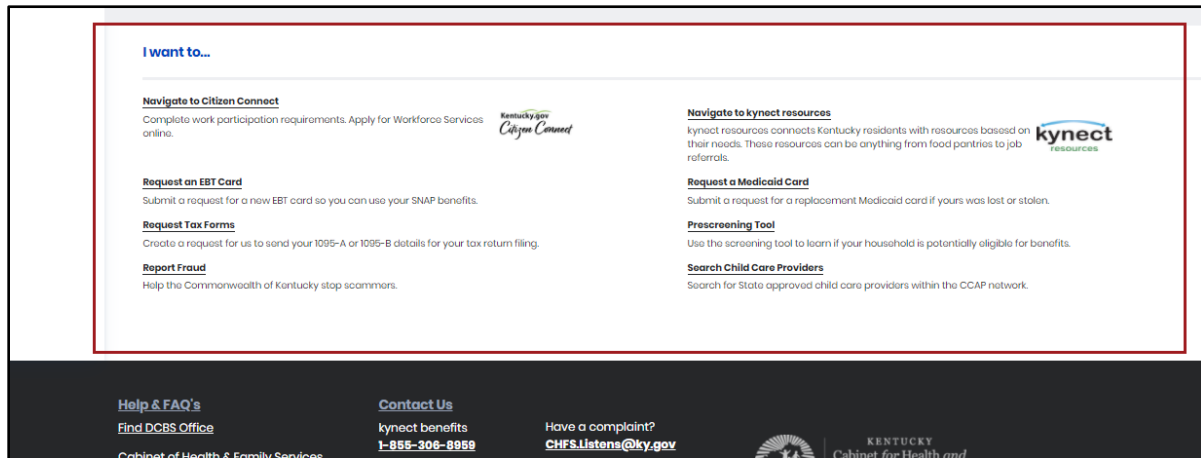 I want to...
Navigate to Citizen Connect
Complete work participation requirements. Apply for Workforce Services
online.
Kentucky.gov
Citizen Connect
Navigate to kynect resources
kynect resources connects Kentucky residents with resources basesd on
their needs. These resources can be anything from food pantries to job
referrals.
kynect
resources
Request an EBT Card
Submit a request for a new EBT card so you can use your SNAP benefits.
Request a Medicaid Card
Submit a request for a replacement Medicaid card if yours was lost or stolen.
Request Tax Forms
Create a request for us to send your 1095-A or 1095-B details for your tax return filing.
Prescreening Tool
Use the screening tool to learn if your household is potentially eligible for benefits.
Report Fraud
Help the Commonwealth of Kentucky stop scammers.
Search Child Care Providers
Search for State approved child care providers within the CCAP network.
Help & FAQ's
Find DCBS Office
Cabinet of Health & Family Services
Contact Us
kynect benefits
1-855-306-8959
Have a complaint?
CHFS.Listens@ky.gov
KENTUCKY
Cabinet for Health and